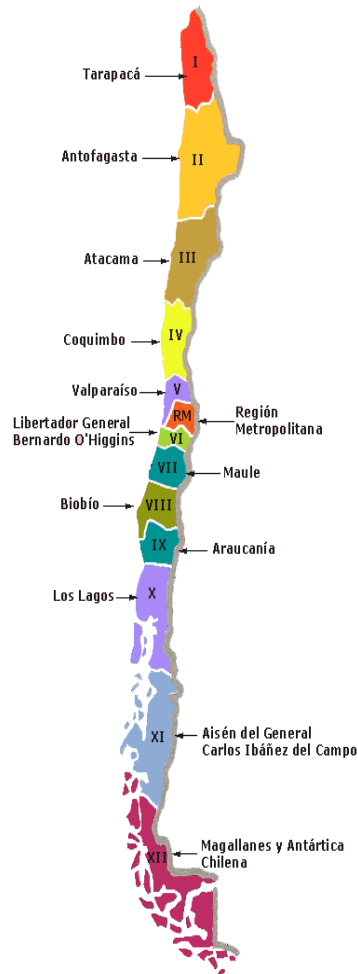 I
Tarapacá
Antofagasta
II
Atacama
III
IV
Coquimbo
Valparaíso
V
RM
Región
Metropolitana
Libertador General
Bernardo O'Higgins
VI
VII
Maule
Biobío
VIII
IX
Araucanía
Los Lagos
X
XI
Aisén del General
Carlos Ibáñez del Campo
XII
Magallanes y Antártica
Chilena